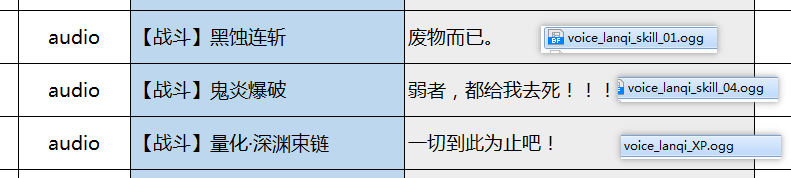 audio 【战斗】黑蚀连斩 废物而已。 voice_lanqi_skill_01.ogg
audio 【战斗】鬼炎爆破 弱者，都给我去死！！！ voice_lanqi_skill_04.ogg
audio 【战斗】量化·深渊束链 一切到此为止吧！ voice_lanqi_XP.ogg